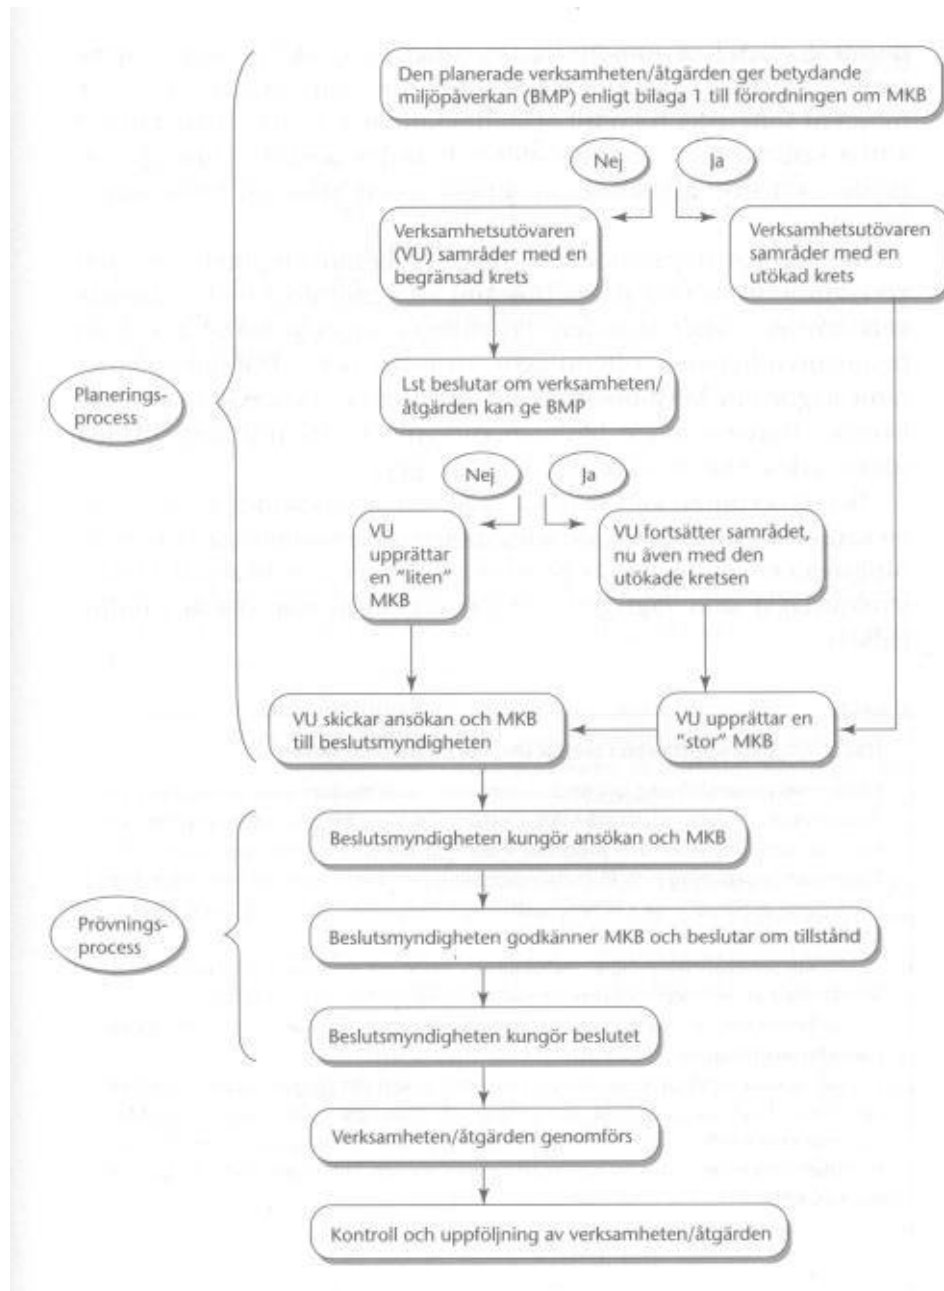 Den planerade verksamheten/åtgärden ger betydande
miljöpåverkan (BMP) enligt bilaga 1 till förordningen om MKB
Nej
Ja
Verksamhetsutövaren
(VU) samråder med en
begränsad krets
Verksamhetsutövaren
samråder med en
utökad krets
Planerings-
process
Lst beslutar om verksamheten/
åtgärden kan ge BMP
Nej
Ja
VU
upprättar
en "liten"
MKB
VU fortsätter samrådet,
nu även med den
utökade kretsen
VU skickar ansökan och MKB
till beslutsmyndigheten
VU upprättar en
"stor" MKB
Beslutsmyndigheten kungör ansökan och MKB
Prövnings-
process
Beslutsmyndigheten godkänner MKB och beslutar om tillstånd
Beslutsmyndigheten kungör beslutet
Verksamheten/åtgärden genomförs
Kontroll och uppföljning av verksamheten/åtgärden